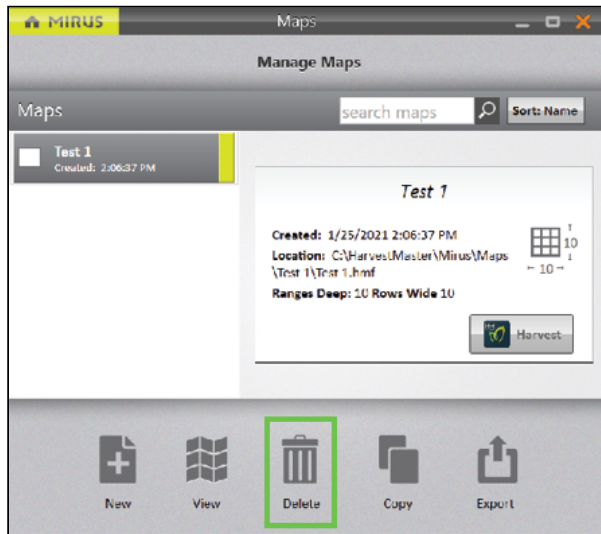 MIRUS
Maps
Manage Maps
Maps
search maps
Sort: Name
Test 1
Created: 2:06:37 PM
Test 1
Created: 1/25/2021 2:06:37 PM
Location: C:\HarvestMaster\Mirus\Maps
\Test 1\Test 1.hmf
Ranges Deep: 10 Rows Wide 10
10
10
Harvest
New
View
Delete
Copy
Export